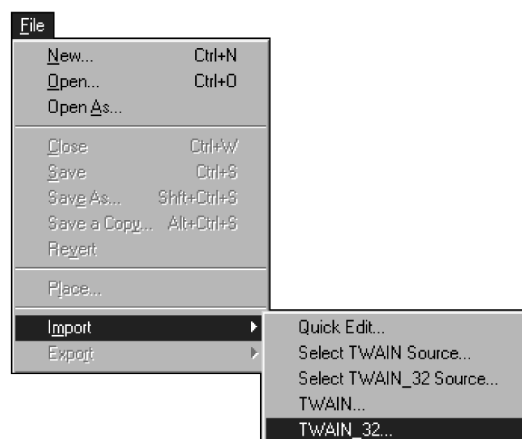 File
New... Ctrl+N
Open... Ctrl+O
Open As...
Close Ctrl+W
Save Ctrl+S
Save As... Shft+Ctrl+S
Save a Copy... Alt+Ctrl+S
Revert
Place...
Import
Quick Edit...
Export
Select TWAIN Source...
Select TWAIN_32 Source...
TWAIN...
TWAIN_32...